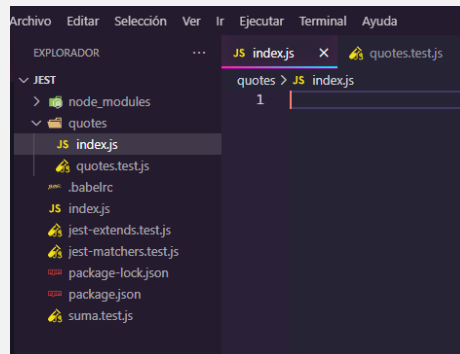 Archivo Editar Selección Ver Ir Ejecutar Terminal Ayuda
EXPLORADOR ...
JS index.js × quotes.test.js
JEST
quotes > JS index.js
node_modules
1
quotes
JS index.js
quotes.test.js
.babelrc
JS index.js
jest-extends.test.js
jest-matchers.test.js
package-lock.json
package.json
suma.test.js